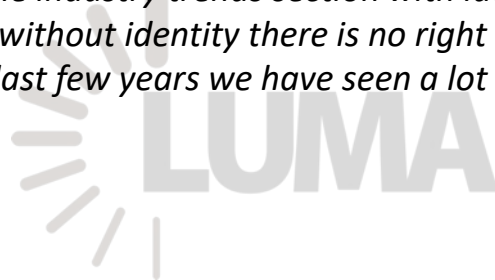 industry trends section with
without identity there is no right
last few years we have seen a lot
LUMA